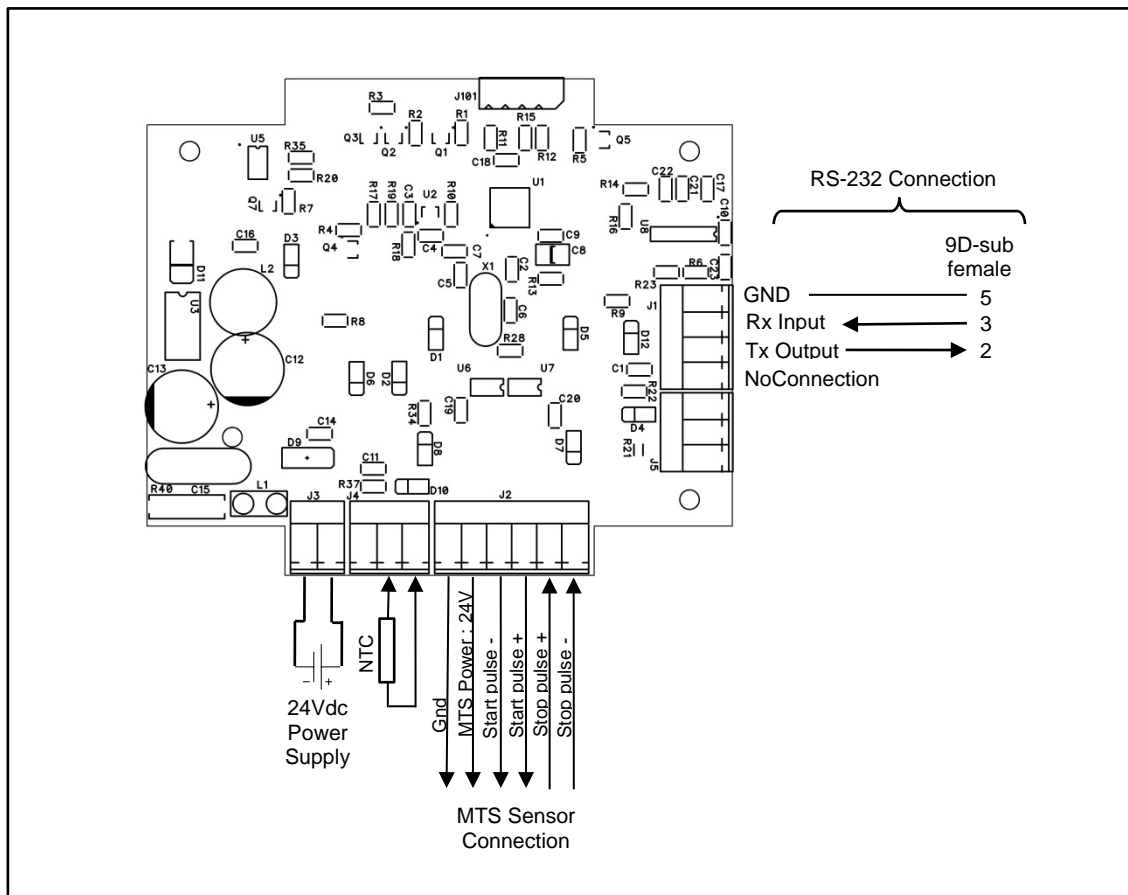 J101
R3
R2
R1
R15
R11
R12
R5
Q5
Q3
Q2
Q1
C18
U5
R35
R20
Q7
R7
R17
R19
C3
U2
R10
U1
R14
C22
C21
C17
R16
U8
C10
C16
D3
R4
Q4
R18
C4
C7
C9
C8
C5
X1
C2
R13
R23
R6
C23
D11
L2
U3
C6
R9
J1
R8
D1
R28
D5
D12
C13
C12
D6
D2
U6
U7
C1
R22
R34
C19
C20
D4
C14
D9
D8
D7
R21
J5
C11
R37
D10
R40
C15
L1
J3
J4
J2
RS-232 Connection
9D-sub
female
GND 5
Rx Input 3
Tx Output 2
NoConnection
+
+
- +
24Vdc
Power
Supply
NTC
Gnd
MTS Power : 24V
Start pulse -
Start pulse +
Stop pulse +
Stop pulse -
MTS Sensor
Connection